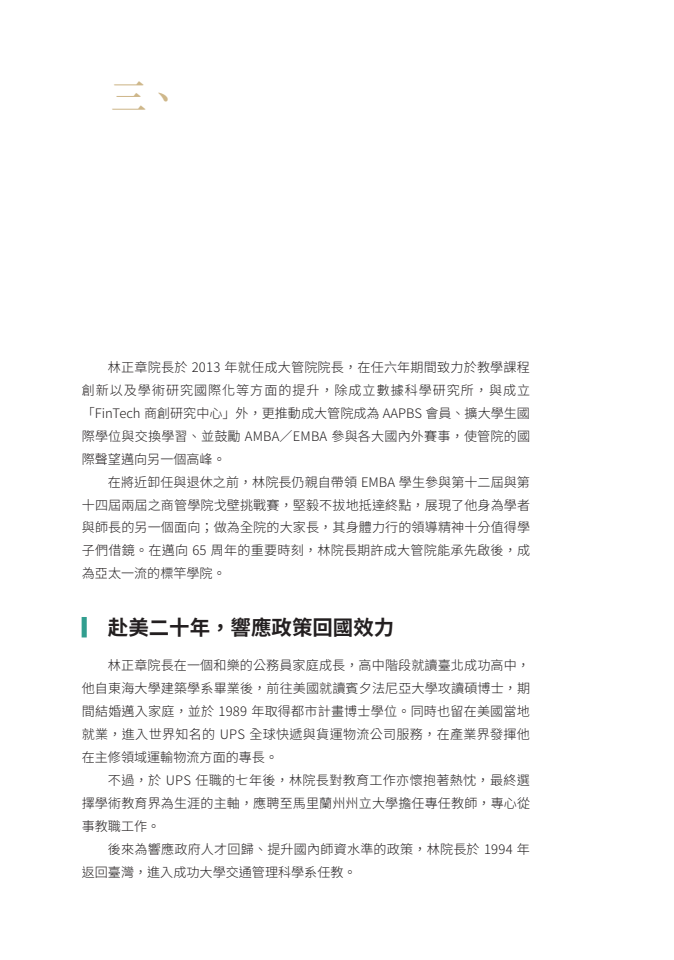 三、
林正章院長於 2013 年就任成大管院院長，在任六年期間致力於教學課程
創新以及學術研究國際化等方面的提升，除成立數據科學研究所，與成立
「FinTech 商創研究中心」外，更推動成大管院成為 AAPBS 會員、擴大學生國
際學位與交換學習、並鼓勵 AMBA／EMBA 參與各大國內外賽事，使管院的國
際聲望邁向另一個高峰。
在將近卸任與退休之前，林院長仍親自帶領 EMBA 學生參與第十二屆與第
十四屆兩屆之商管學院戈壁挑戰賽，堅毅不拔地抵達終點，展現了他身為學者
與師長的另一個面向；做為全院的大家長，其身體力行的領導精神十分值得學
子們借鏡。在邁向 65 周年的重要時刻，林院長期許成大管院能承先啟後，成
為亞太一流的標竿學院。
赴美二十年，響應政策回國效力
林正章院長在一個和樂的公務員家庭成長，高中階段就讀臺北成功高中，
他自東海大學建築學系畢業後，前往美國就讀賓夕法尼亞大學攻讀碩博士，期
間結婚邁入家庭，並於 1989 年取得都市計畫博士學位。同時也留在美國當地
就業，進入世界知名的 UPS 全球快遞與貨運物流公司服務，在產業界發揮他
在主修領域運輸物流方面的專長。
不過，於 UPS 任職的七年後，林院長對教育工作亦懷抱著熱忱，最終選
擇學術教育界為生涯的主軸，應聘至馬里蘭州州立大學擔任專任教師，專心從
事教職工作。
後來為響應政府人才回歸、提升國內師資水準的政策，林院長於 1994 年
返回臺灣，進入成功大學交通管理科學系任教。